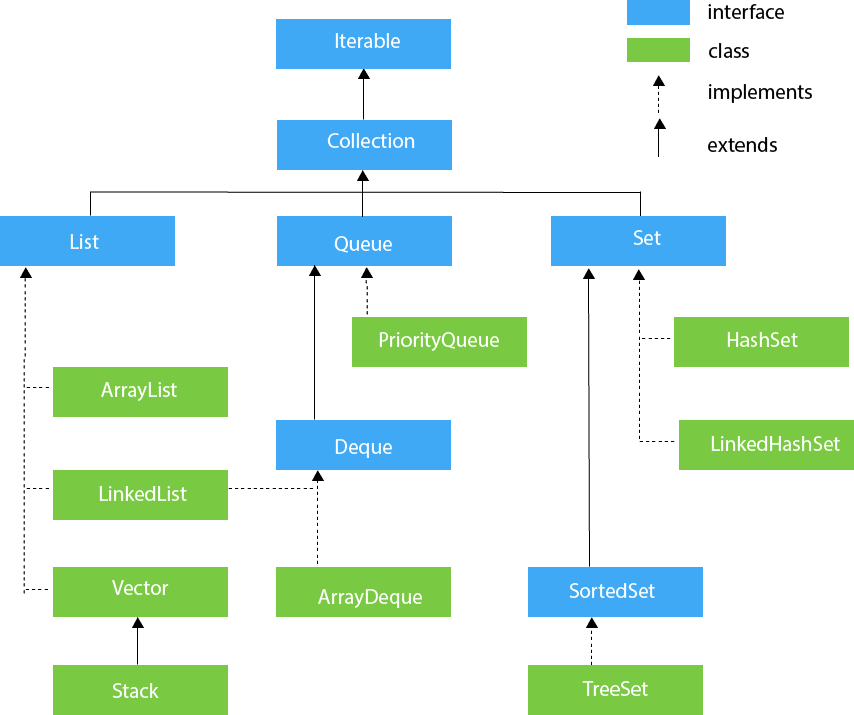 interface
Iterable
class
implements
Collection
extends
List
Queue
Set
PriorityQueue
HashSet
ArrayList
Deque
LinkedHashSet
LinkedList
Vector
ArrayDeque
SortedSet
Stack
TreeSet